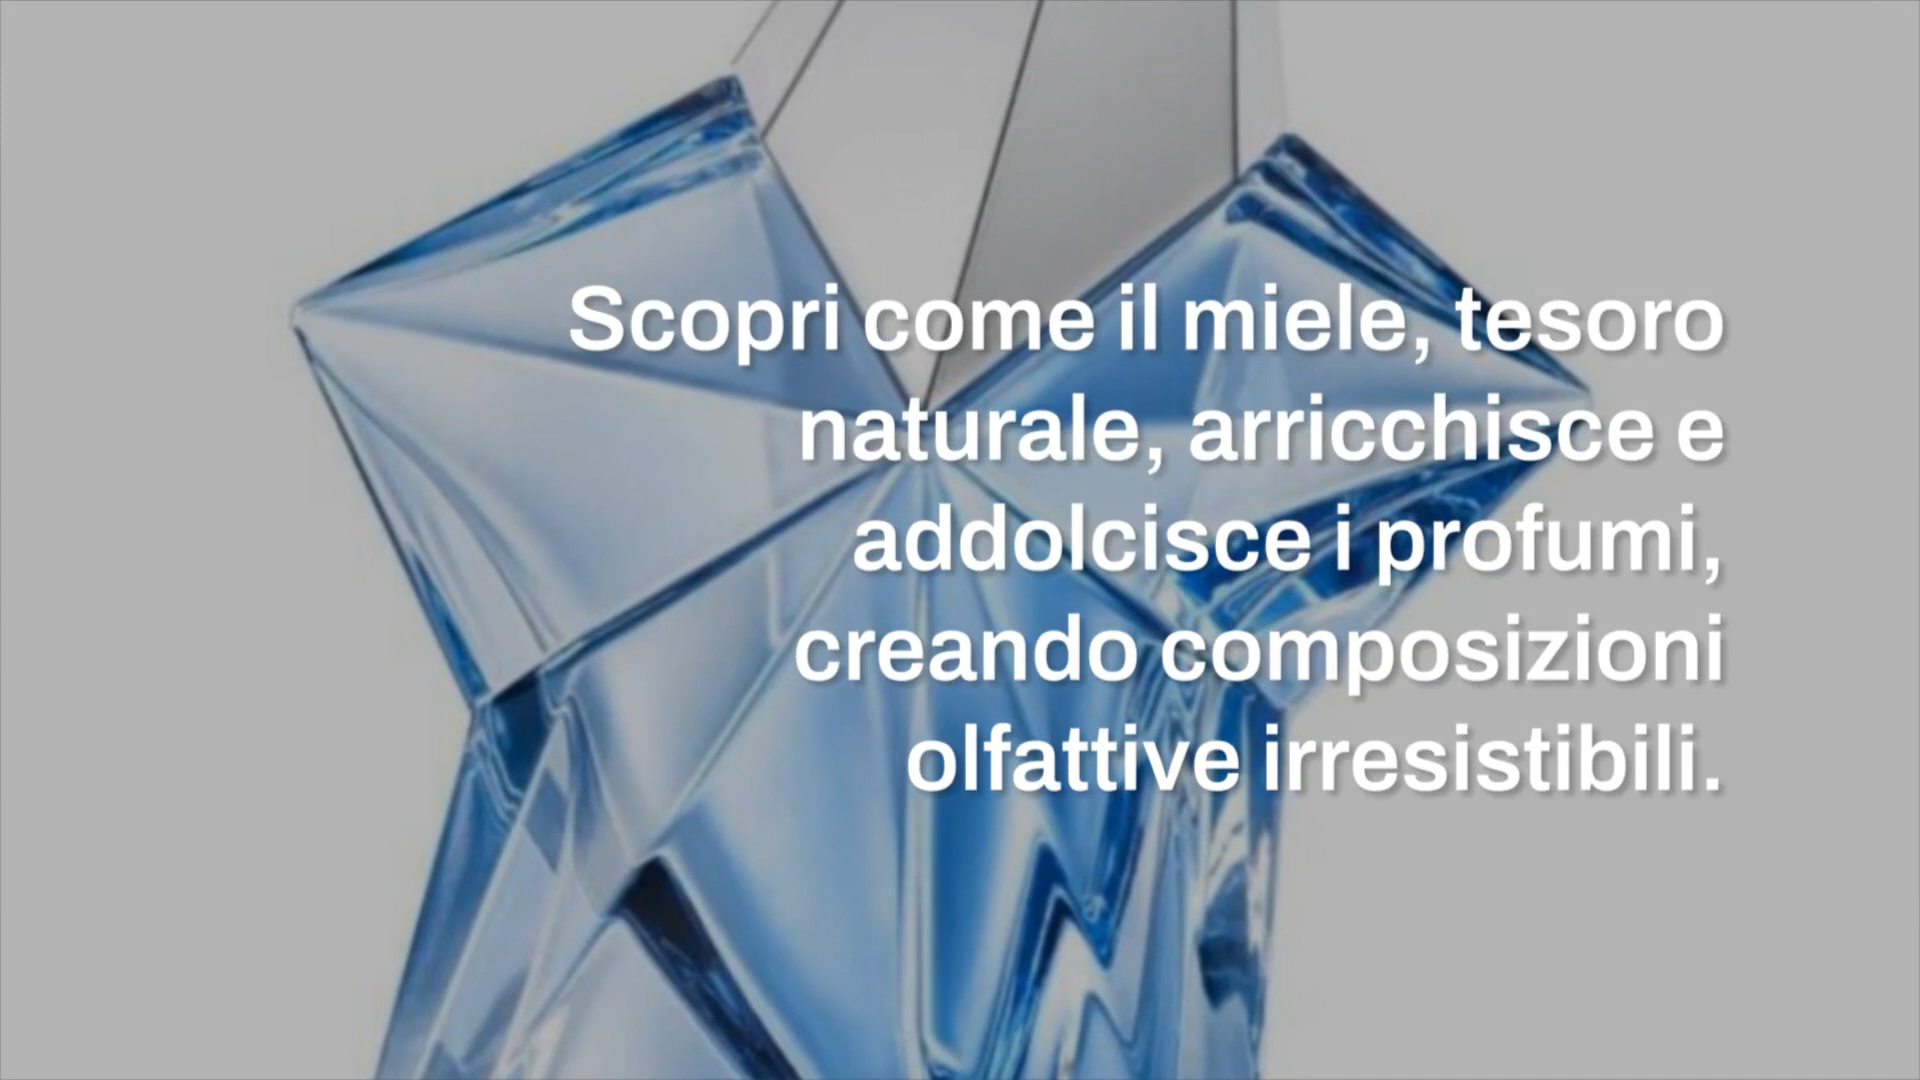 Scopri come il miele, tesoro
naturale, arricchisce e
addolcisce i profumi,
creando composizioni
olfattive irresistibili.